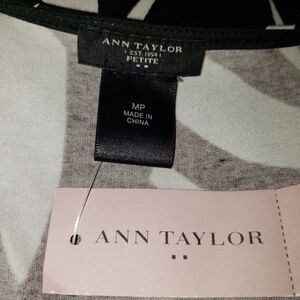 ANN TAYLOR
EST. 1954
PETITE
MP
MADE IN
CHINA
ANN TAYLOR